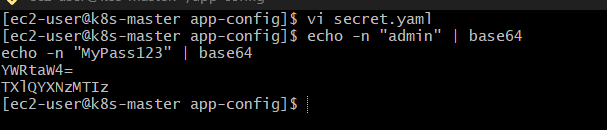 [ec2-user@k8s-master app-config]$ vi secret.yaml
[ec2-user@k8s-master app-config]$ echo -n "admin" | base64
echo -n "MyPass123" | base64
YWRtaW4=
TXlQYXNzMTIz
[ec2-user@k8s-master app-config]$